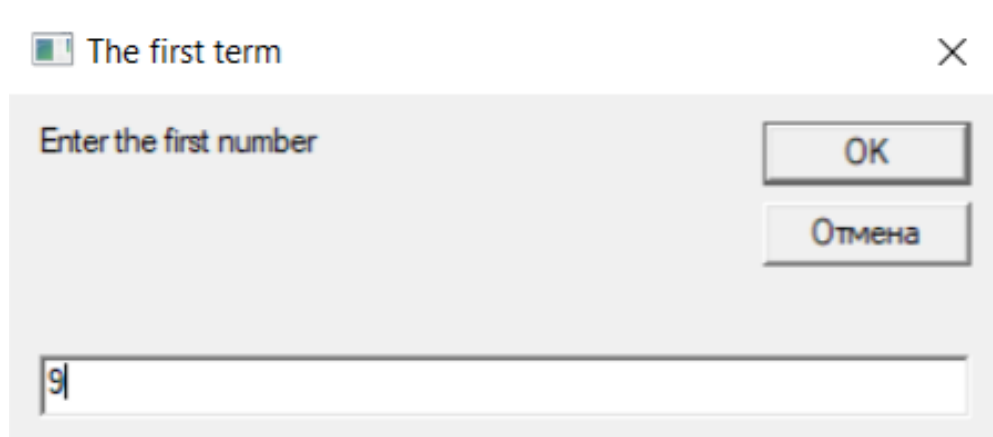 The first term
Enter the first number
OK
Отмена
9